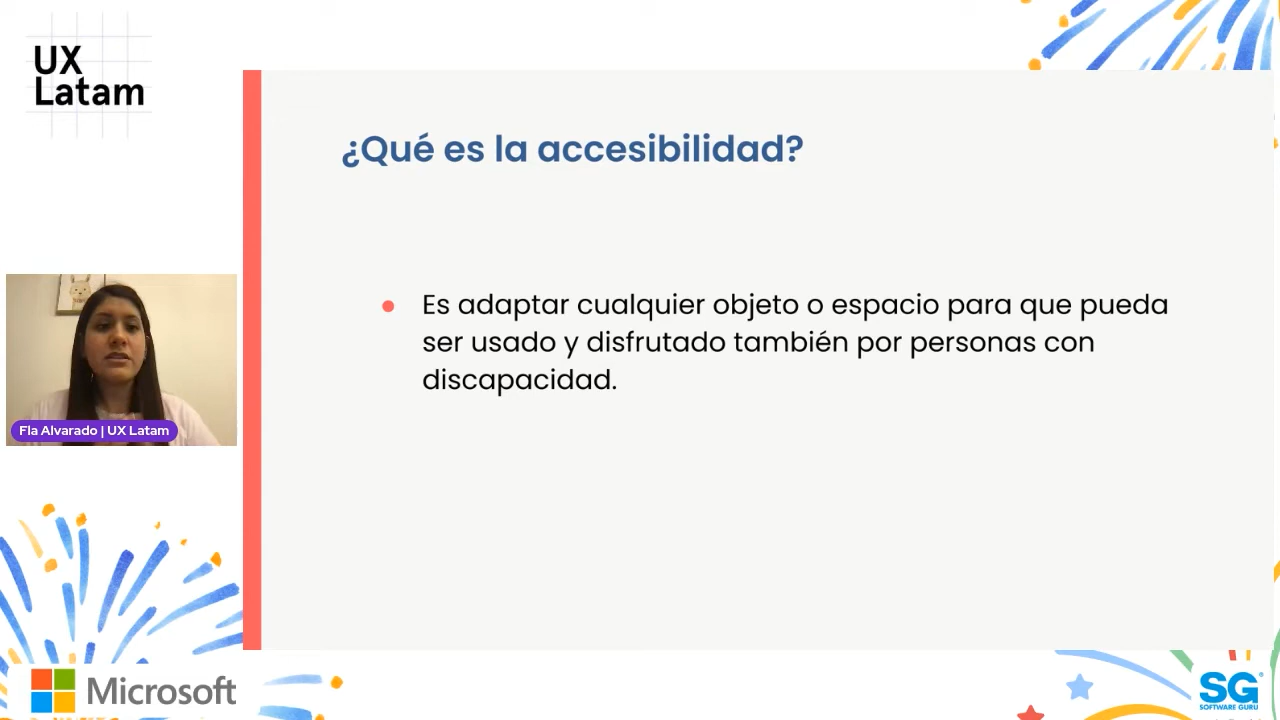 UX
Latam
¿Qué es la accesibilidad?
Es adaptar cualquier objeto o espacio para que pueda
ser usado y disfrutado también por personas con
discapacidad.
Fla Alvarado | UX Latam
Microsoft
SG
SOFTWARE GURU